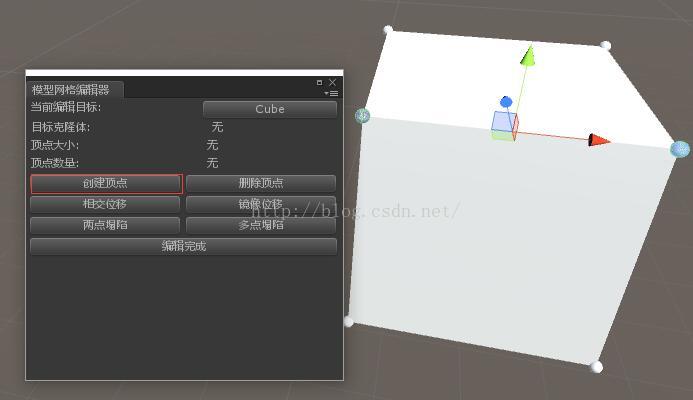 模型网格编辑器
当前编辑目标: Cube
目标克隆体: 无
顶点大小: 无
顶点数量: 无
创建顶点 删除顶点
相交位移 镜像位移
两点塌陷 多点塌陷
编辑完成
http://blog.csdn.net/